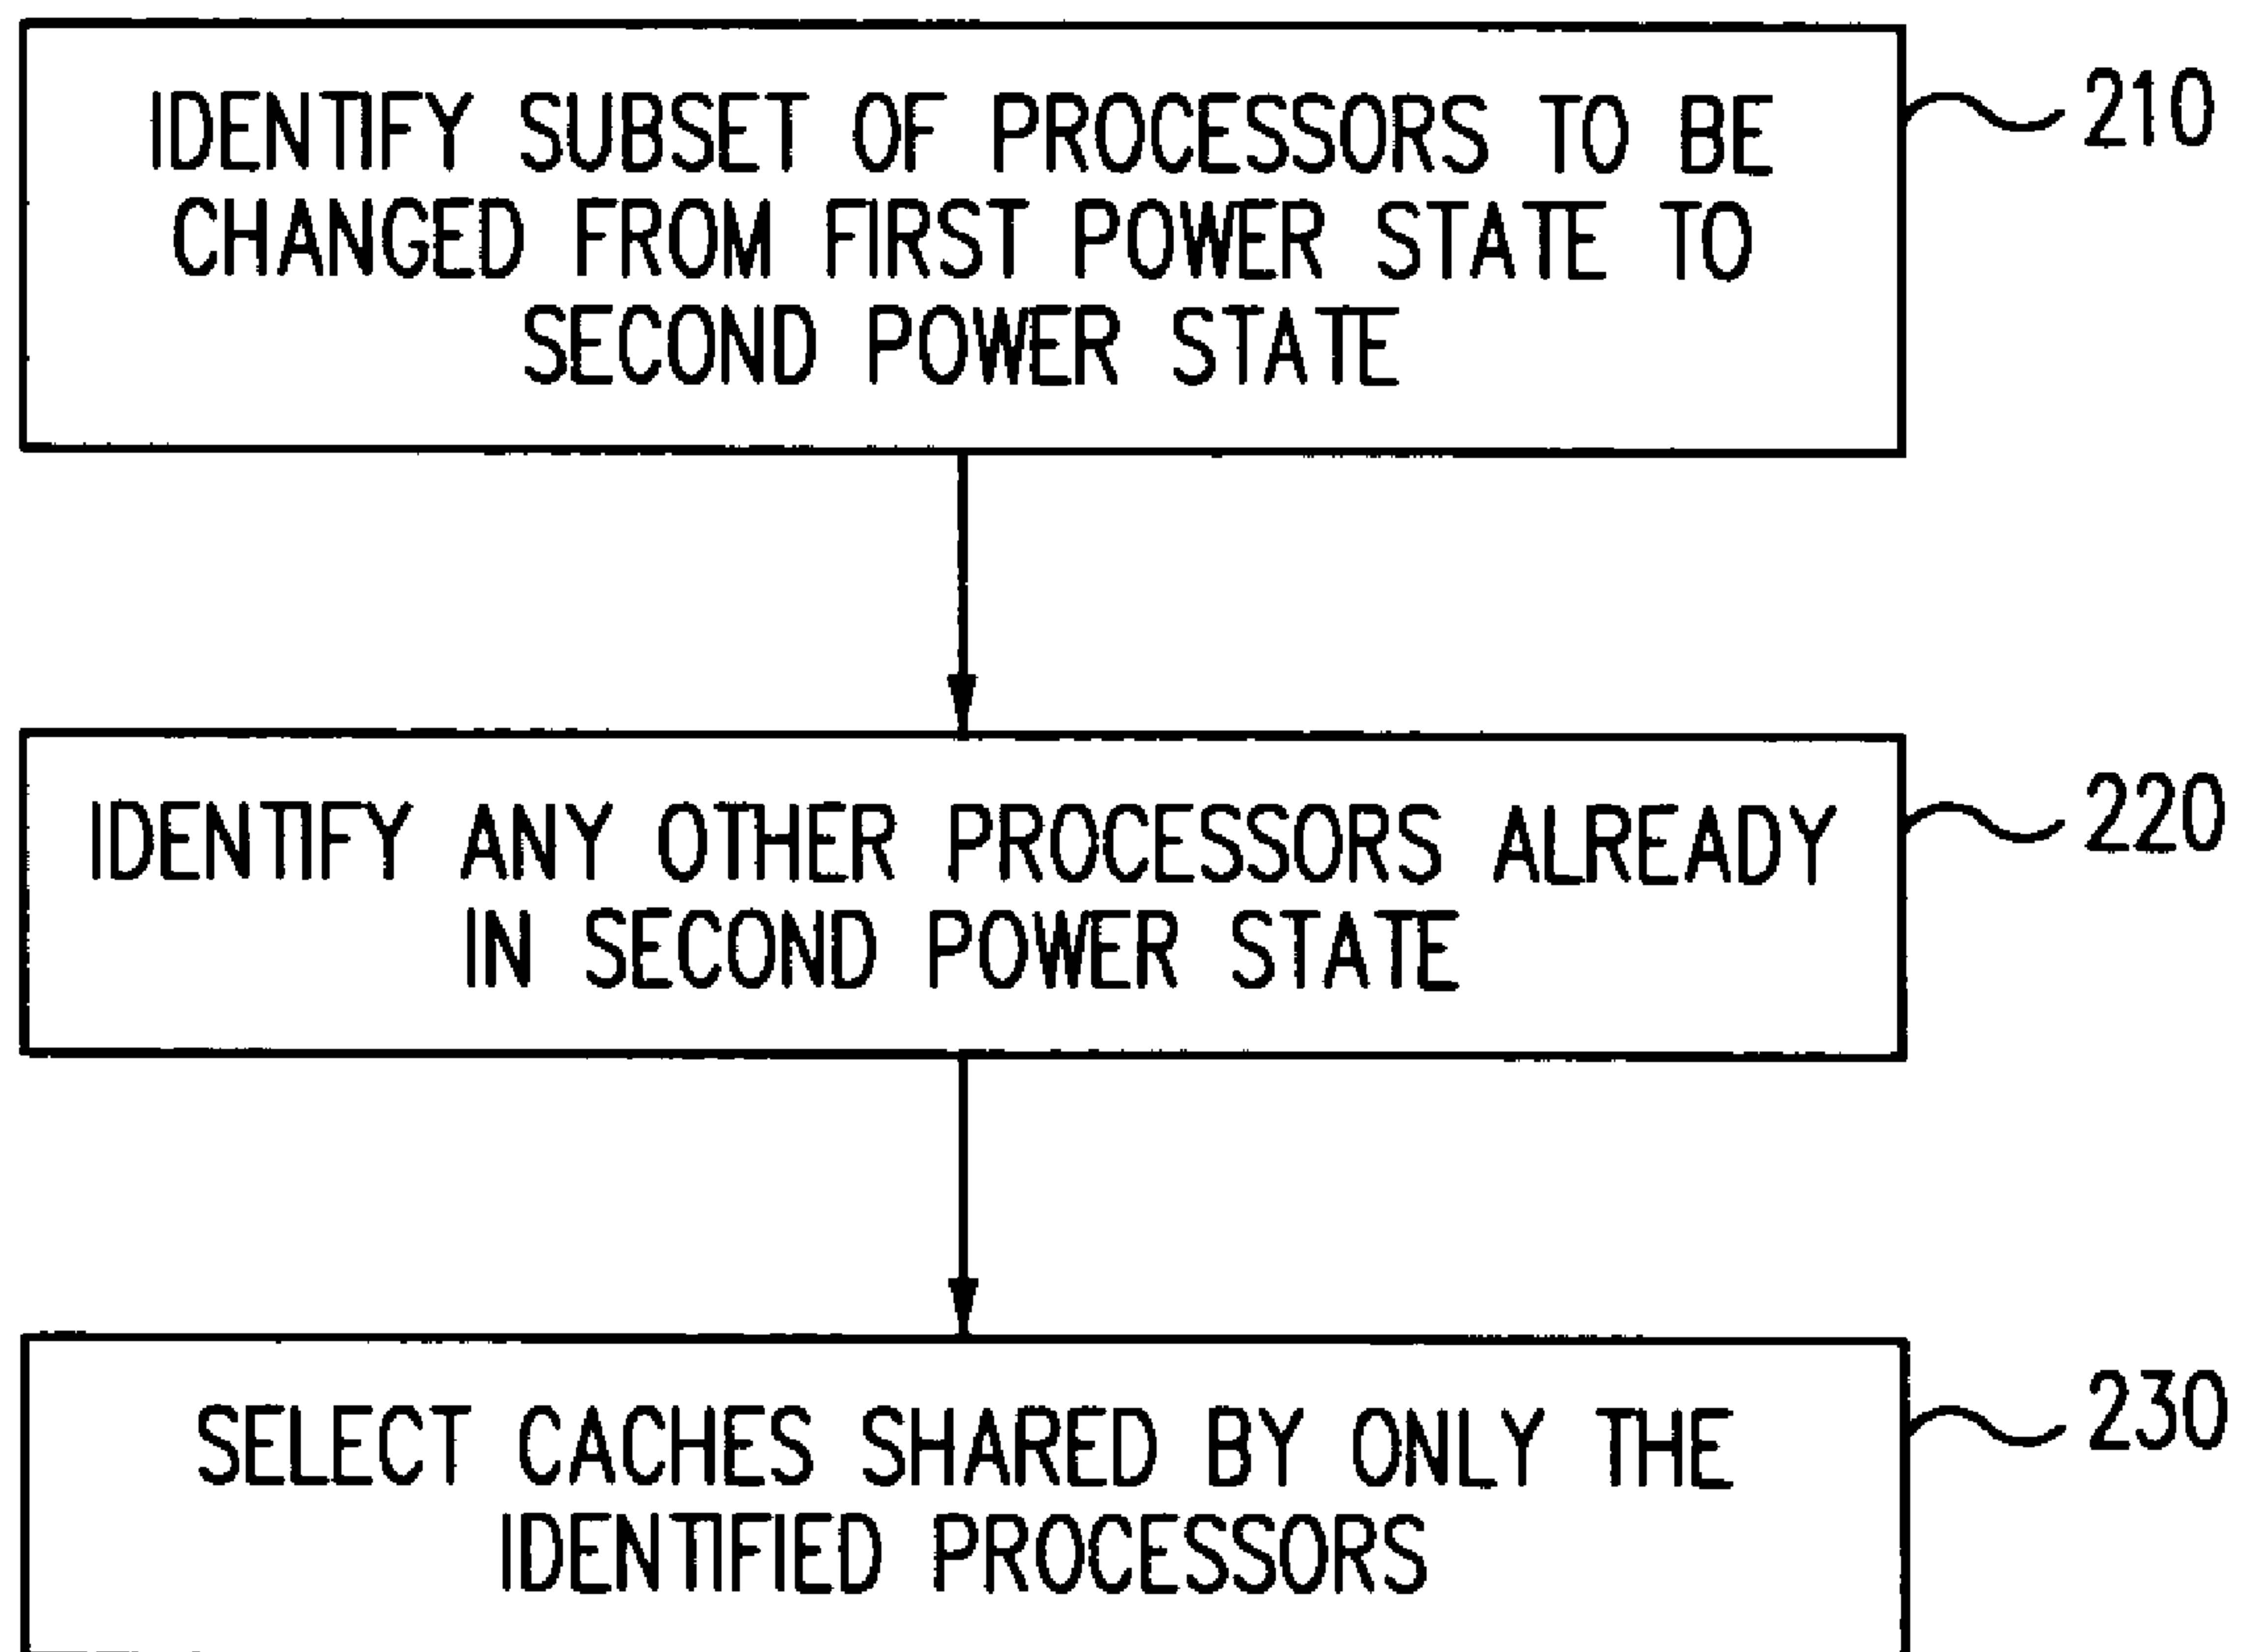 IDENTIFY SUBSET OF PROCESSORS TO BE
CHANGED FROM FIRST POWER STATE TO
SECOND POWER STATE
210
IDENTIFY ANY OTHER PROCESSORS ALREADY
IN SECOND POWER STATE
220
SELECT CACHES SHARED BY ONLY THE
IDENTIFIED PROCESSORS
230